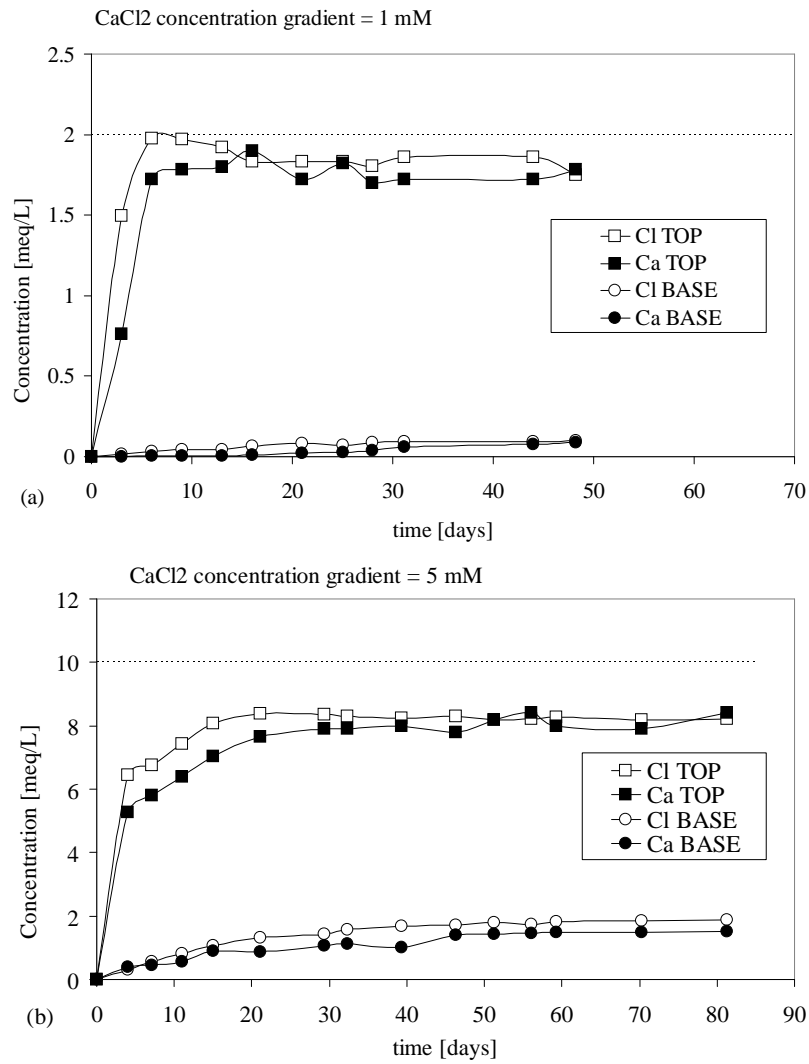 CaCl2 concentration gradient = 1 mM
2.5
2
1.5
1
0.5
0
Concentration [meq/L]
Cl TOP
Ca TOP
Cl BASE
Ca BASE
0 10 20 30 40 50 60 70
(a)
time [days]
CaCl2 concentration gradient = 5 mM
12
10
8
6
4
2
0
Concentration [meq/L]
Cl TOP
Ca TOP
Cl BASE
Ca BASE
0 10 20 30 40 50 60 70 80 90
(b)
time [days]